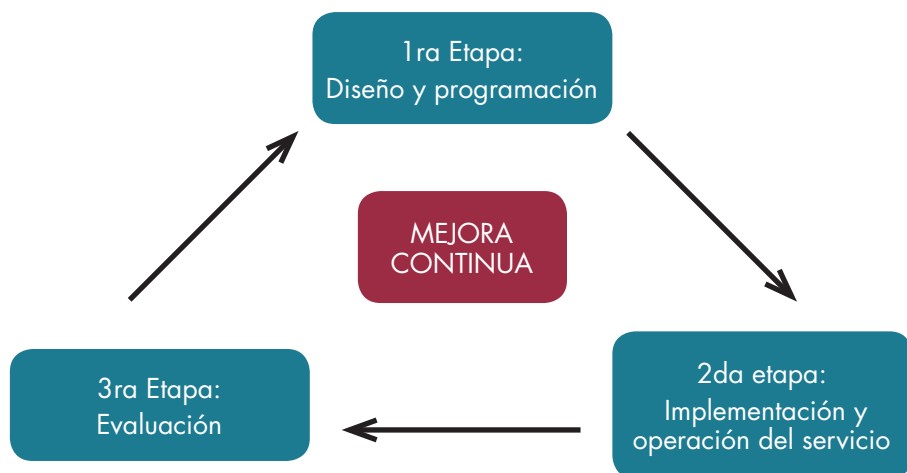 1ra Etapa:
Diseño y programación
MEJORA
CONTINUA
3ra Etapa:
Evaluación
2da etapa:
Implementación y
operación del servicio